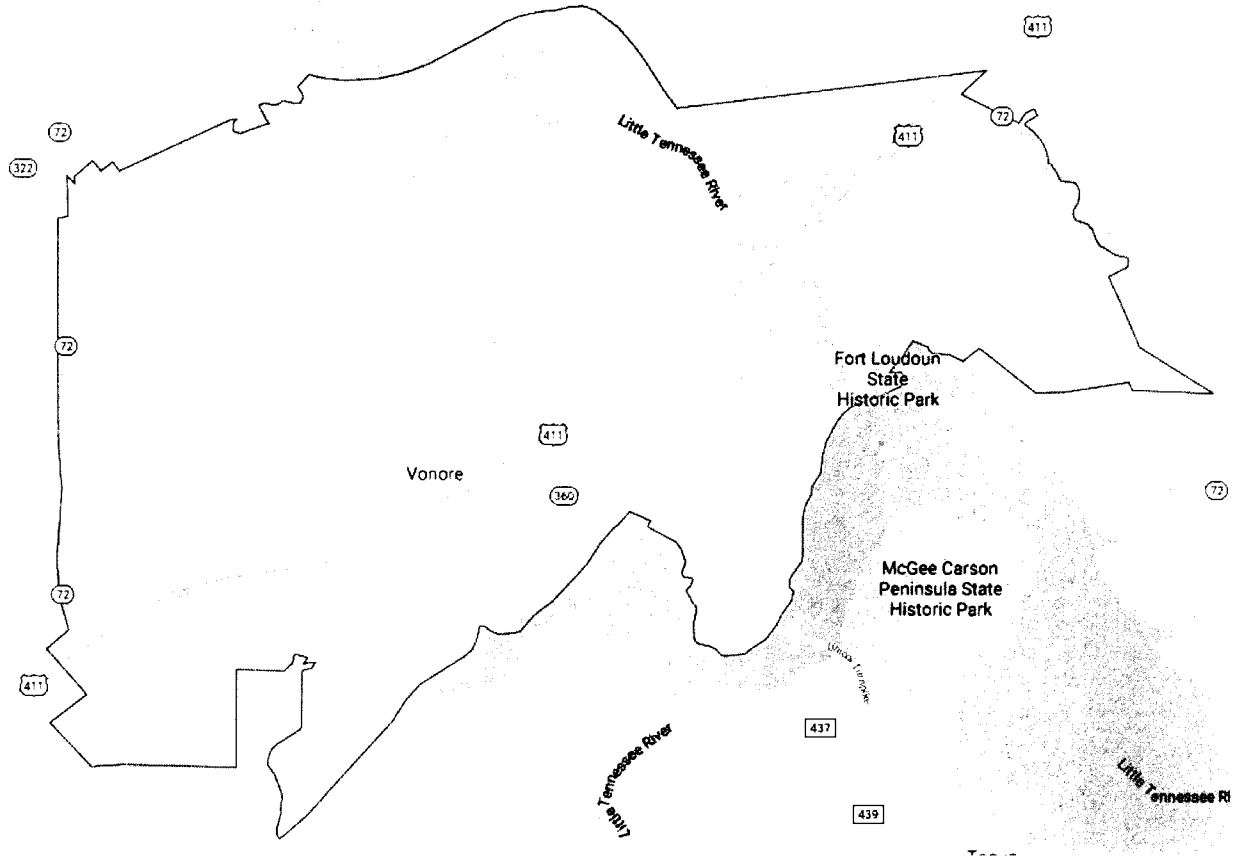 411
72
Little Tennessee River
411
72
322
72
Fort Loudoun
State
Historic Park
411
Vonore
360
72
McGee Carson
Peninsula State
Historic Park
72
411
437
Little Tennessee River
Little Tennessee Ri
439